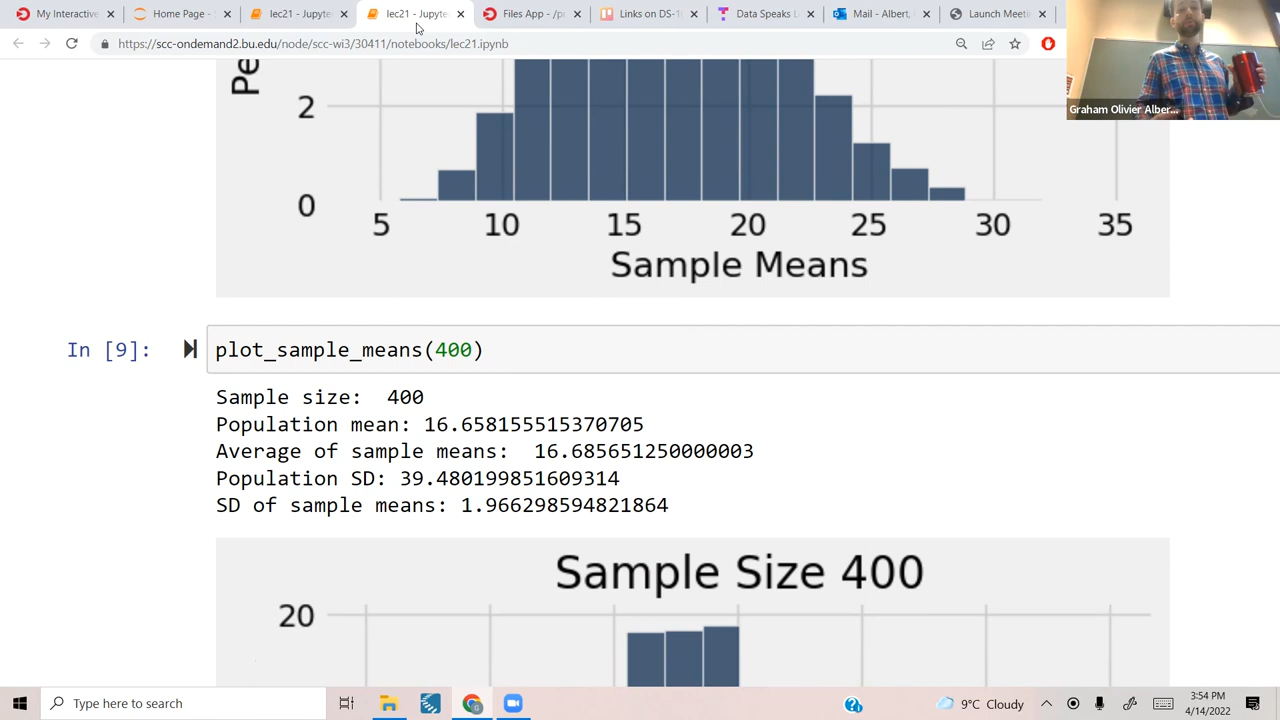 My Interactive
Home Page -
lec21 - Jupyte
lec21 - Jupyte
Files App - /pr
Links on DS-1
Data Speaks
Mail - Albert,
Launch Meeti
https://scc-ondemand2.bu.edu/node/scc-wi3/30411/notebooks/lec21.ipynb
Graham Olivier Alber...
Pe
2
0
5 10 15 20 25 30 35
Sample Means
In [9]:
plot_sample_means(400)
Sample size: 400
Population mean: 16.658155515370705
Average of sample means: 16.685651250000003
Population SD: 39.480199851609314
SD of sample means: 1.966298594821864
Sample Size 400
20
Type here to search
9°C Cloudy
3:54 PM
4/14/2022